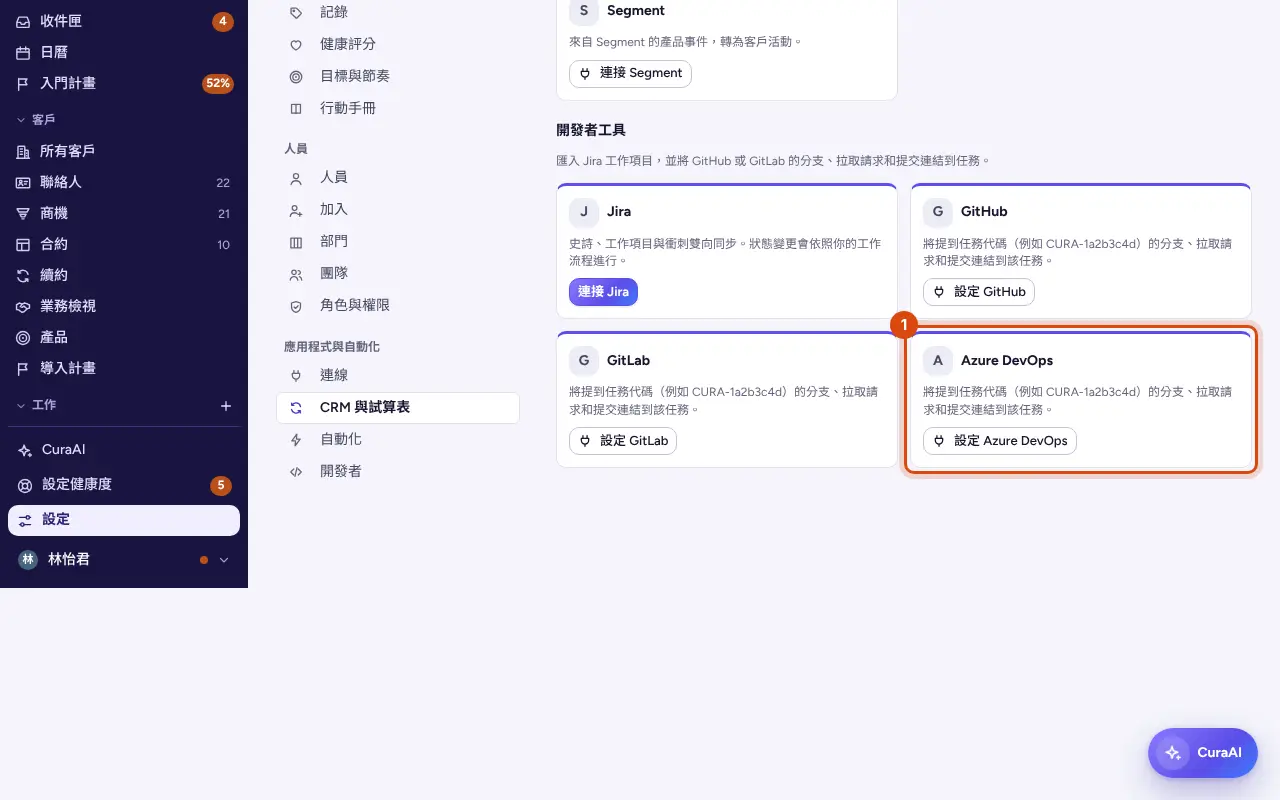 收件匣
4
日曆
入門計畫
52%
客戶
所有客戶
聯絡人
22
商機
21
合約
10
續約
業務檢視
產品
導入計畫
工作
CuraAI
設定健康度
5
設定
林
林怡君
記錄
健康評分
目標與節奏
行動手冊
人員
人員
加入
部門
團隊
角色與權限
應用程式與自動化
連線
CRM 與試算表
自動化
開發者
S
Segment
來自 Segment 的產品事件，轉為客戶活動。
連接 Segment
開發者工具
匯入 Jira 工作項目，並將 GitHub 或 GitLab 的分支、拉取請求和提交連結到任務。
J
Jira
史詩、工作項目與衝刺雙向同步。狀態變更會依照你的工作
流程進行。
連接 Jira
G
GitHub
將提到任務代碼（例如 CURA-1a2b3c4d）的分支、拉取請
求和提交連結到該任務。
設定 GitHub
G
GitLab
將提到任務代碼（例如 CURA-1a2b3c4d）的分支、拉取請
求和提交連結到該任務。
設定 GitLab
1
A
Azure DevOps
將提到任務代碼（例如 CURA-1a2b3c4d）的分支、拉取請
求和提交連結到該任務。
設定 Azure DevOps
CuraAI